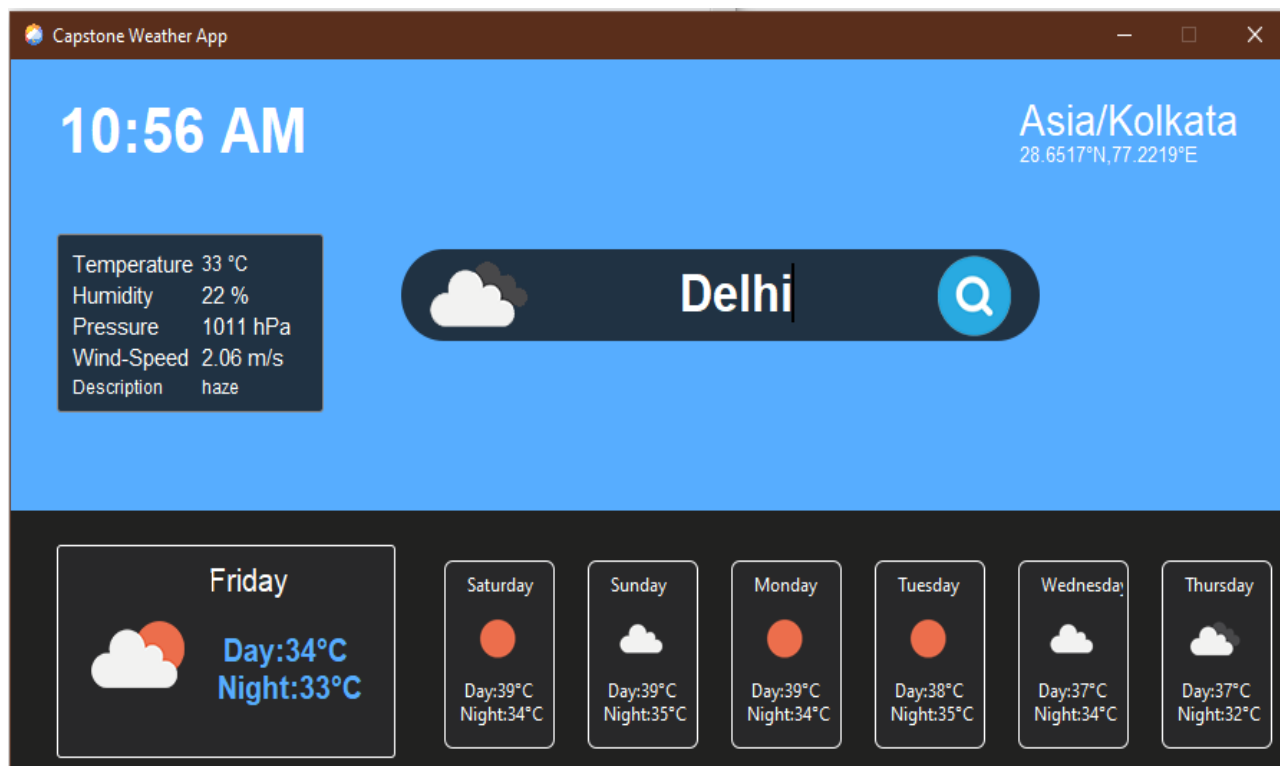 Capstone Weather App
10:56 AM
Asia/Kolkata
28.6517°N,77.2219°E
Temperature 33 °C
Humidity 22 %
Pressure 1011 hPa
Wind-Speed 2.06 m/s
Description haze
Delhi
Friday
Day:34°C
Night:33°C
Saturday
Day:39°C
Night:34°C
Sunday
Day:39°C
Night:35°C
Monday
Day:39°C
Night:34°C
Tuesday
Day:38°C
Night:35°C
Wednesday
Day:37°C
Night:34°C
Thursday
Day:37°C
Night:32°C